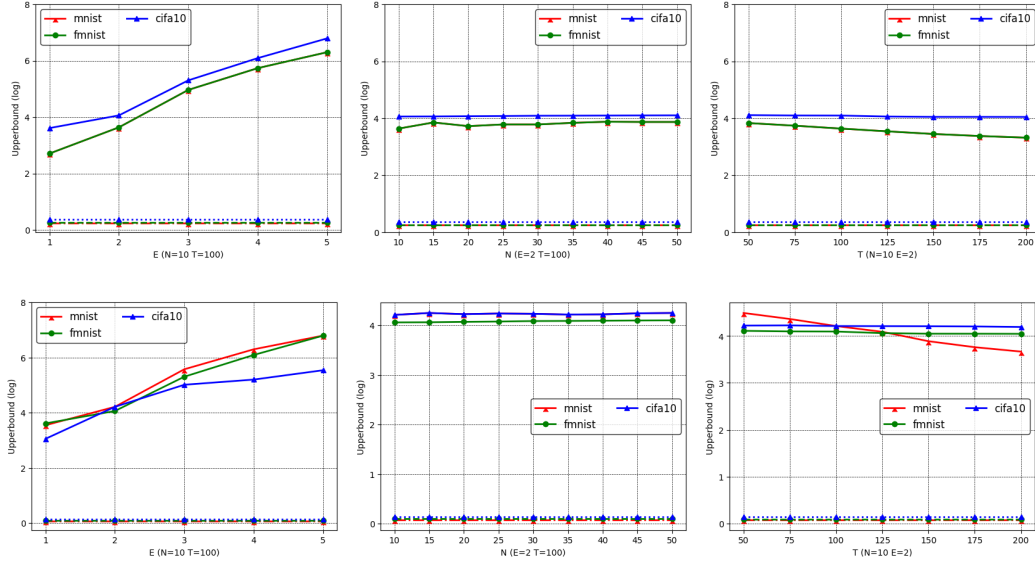 mnist
cifa10
fmnist
Upperbound (log)
8
6
4
2
0
1 2 3 4 5
E (N=10 T=100)
mnist
cifa10
fmnist
Upperbound (log)
8
6
4
2
0
10 15 20 25 30 35 40 45 50
N (E=2 T=100)
mnist
cifa10
fmnist
Upperbound (log)
8
6
4
2
0
50 75 100 125 150 175 200
T (N=10 E=2)
mnist
cifa10
fmnist
Upperbound (log)
8
6
4
2
0
1 2 3 4 5
E (N=10 T=100)
mnist
cifa10
fmnist
Upperbound (log)
4
3
2
1
0
10 15 20 25 30 35 40 45 50
N (E=2 T=100)
mnist
cifa10
fmnist
Upperbound (log)
4
3
2
1
0
50 75 100 125 150 175 200
T (N=10 E=2)